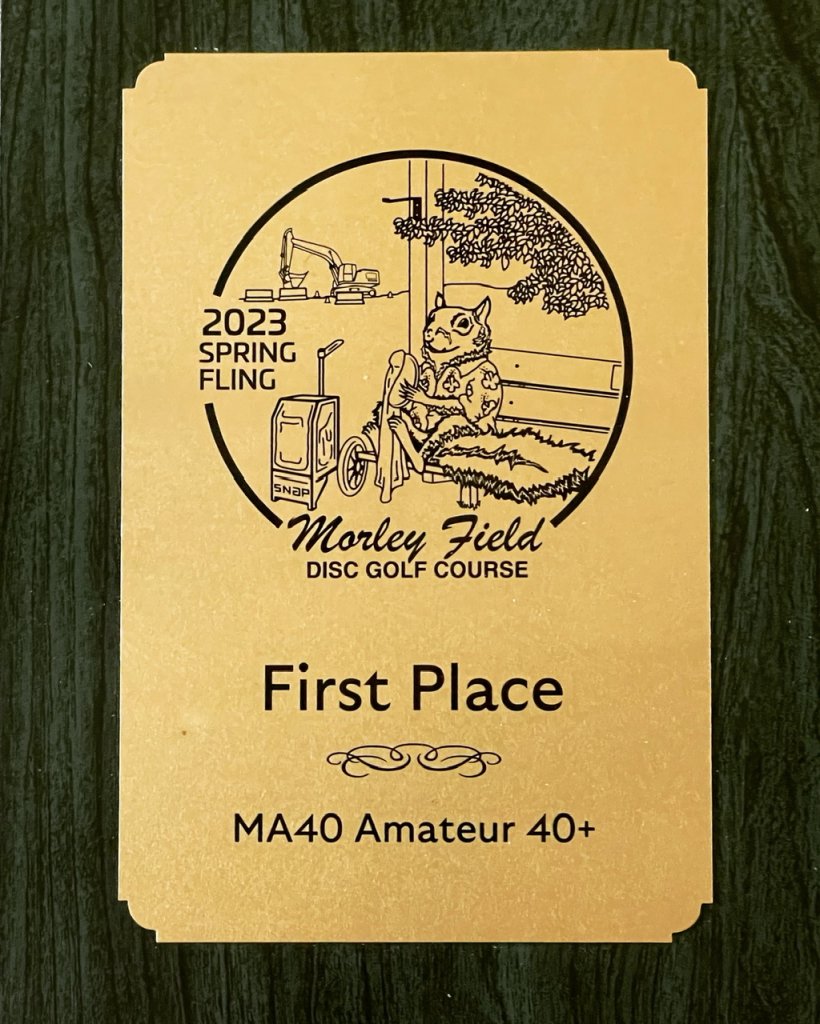 2023
SPRING
FLING
SNAP
Morley Field
DISC GOLF COURSE
First Place
MA40 Amateur 40+